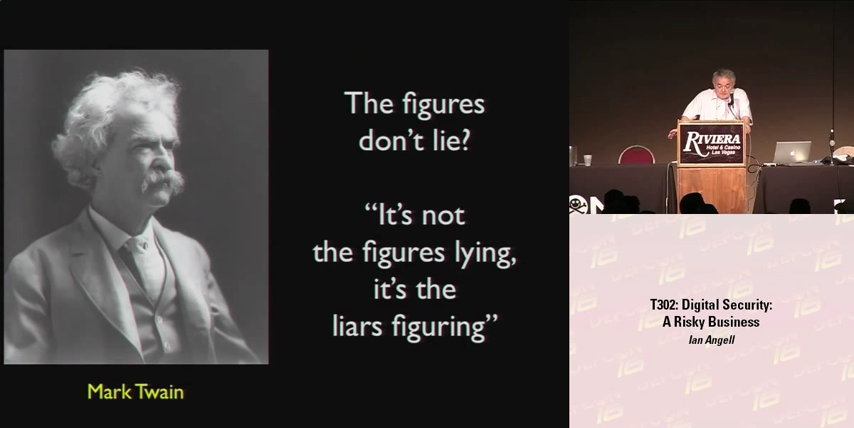 The figures
don't lie?
“It's not
the figures lying,
it's the
liars figuring”
Mark Twain
RIVIERA
Hotel & Casino
Las Vegas
T302: Digital Security:
A Risky Business
Ian Angell